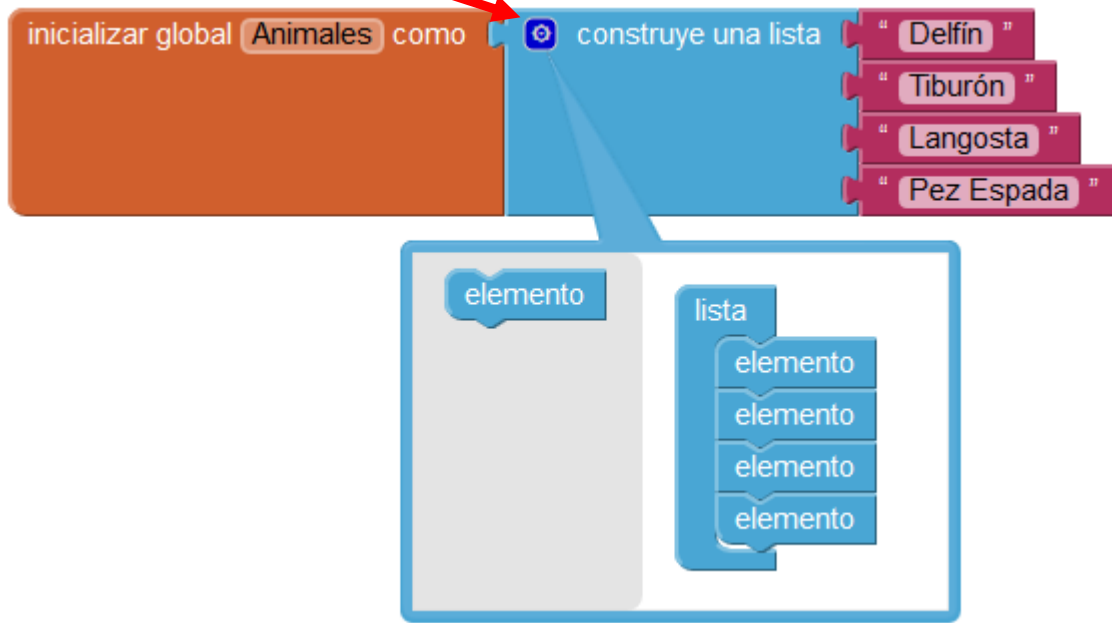 inicializar global Animales como construye una lista “ Delfín ”
“ Tiburón ”
“ Langosta ”
“ Pez Espada ”
elemento
lista
elemento
elemento
elemento
elemento